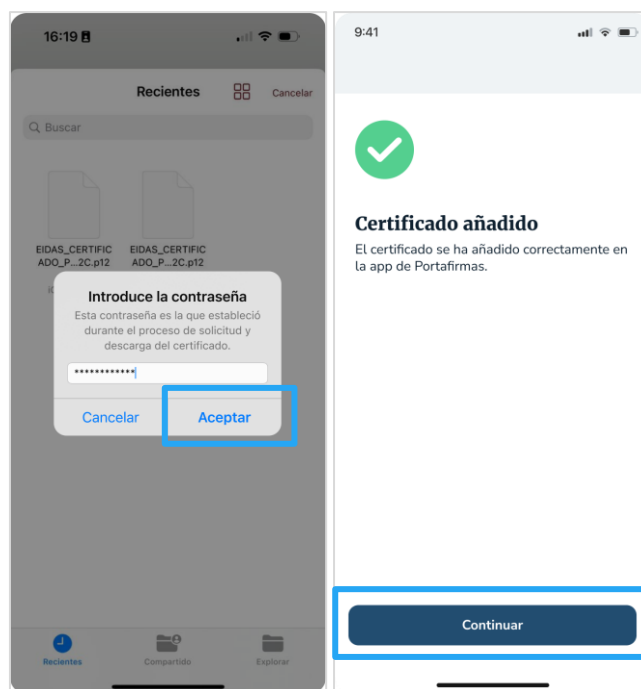 16:19
Recientes
Cancelar
Buscar
EIDAS_CERTIFIC
ADO_P...2C.p12
EIDAS_CERTIFIC
ADO_P...2C.p12
Introduce la contraseña
Esta contraseña es la que estableció
durante el proceso de solicitud y
descarga del certificado.
************
Cancelar
Aceptar
Recientes
Compartido
Explorar
9:41
Certificado añadido
El certificado se ha añadido correctamente en
la app de Portafirmas.
Continuar